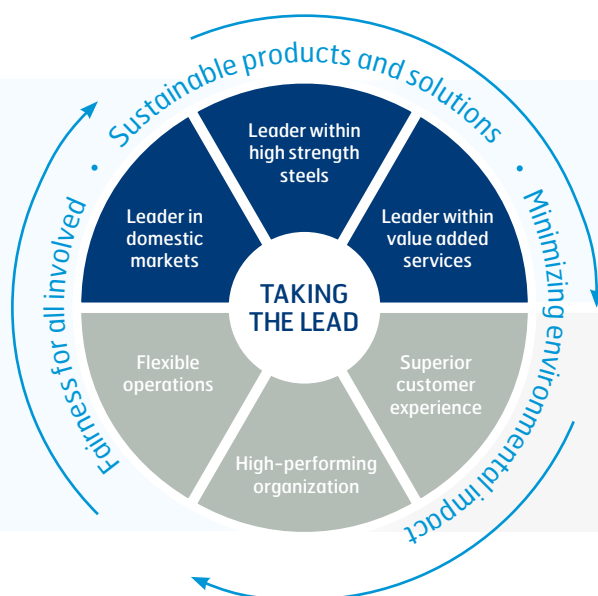 Sustainable products and solutions
•
Minimizing environmental impact
Fairness for all involved
•
Leader within
high strength
steels
Leader in
domestic
markets
Leader within
value added
services
TAKING
THE LEAD
Flexible
operations
Superior
customer
experience
High-performing
organization